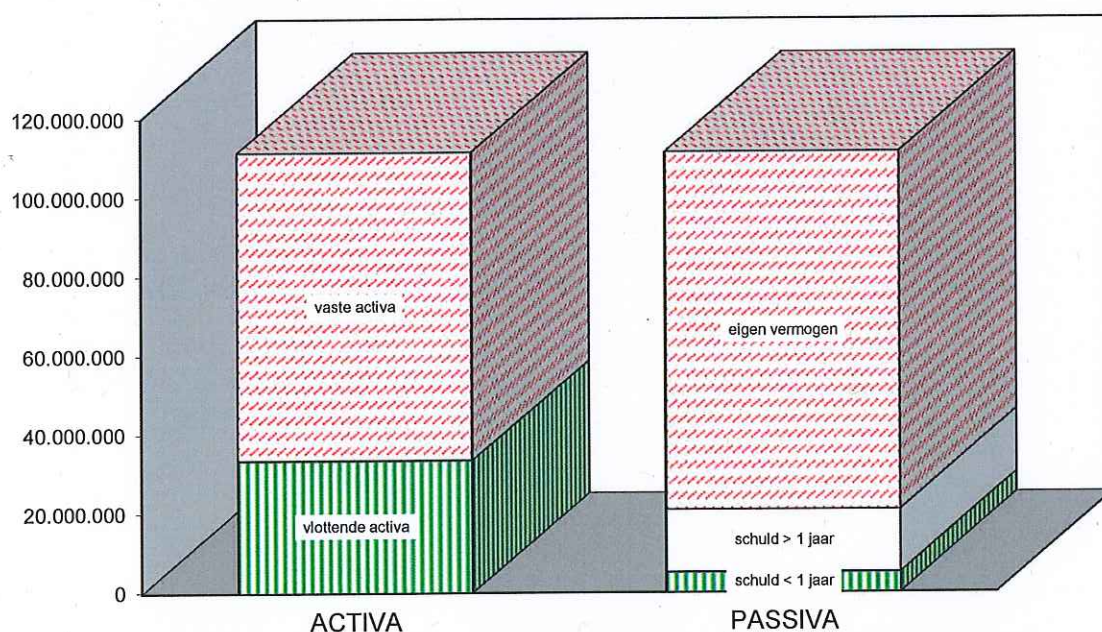 120.000.000
100.000.000
80.000.000
60.000.000
40.000.000
20.000.000
0
vaste activa
vlottende activa
eigen vermogen
schuld > 1 jaar
schuld < 1 jaar
ACTIVA
PASSIVA